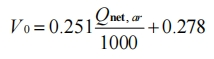 V₀ = 0.251 Qnet, ar / 1000 + 0.278